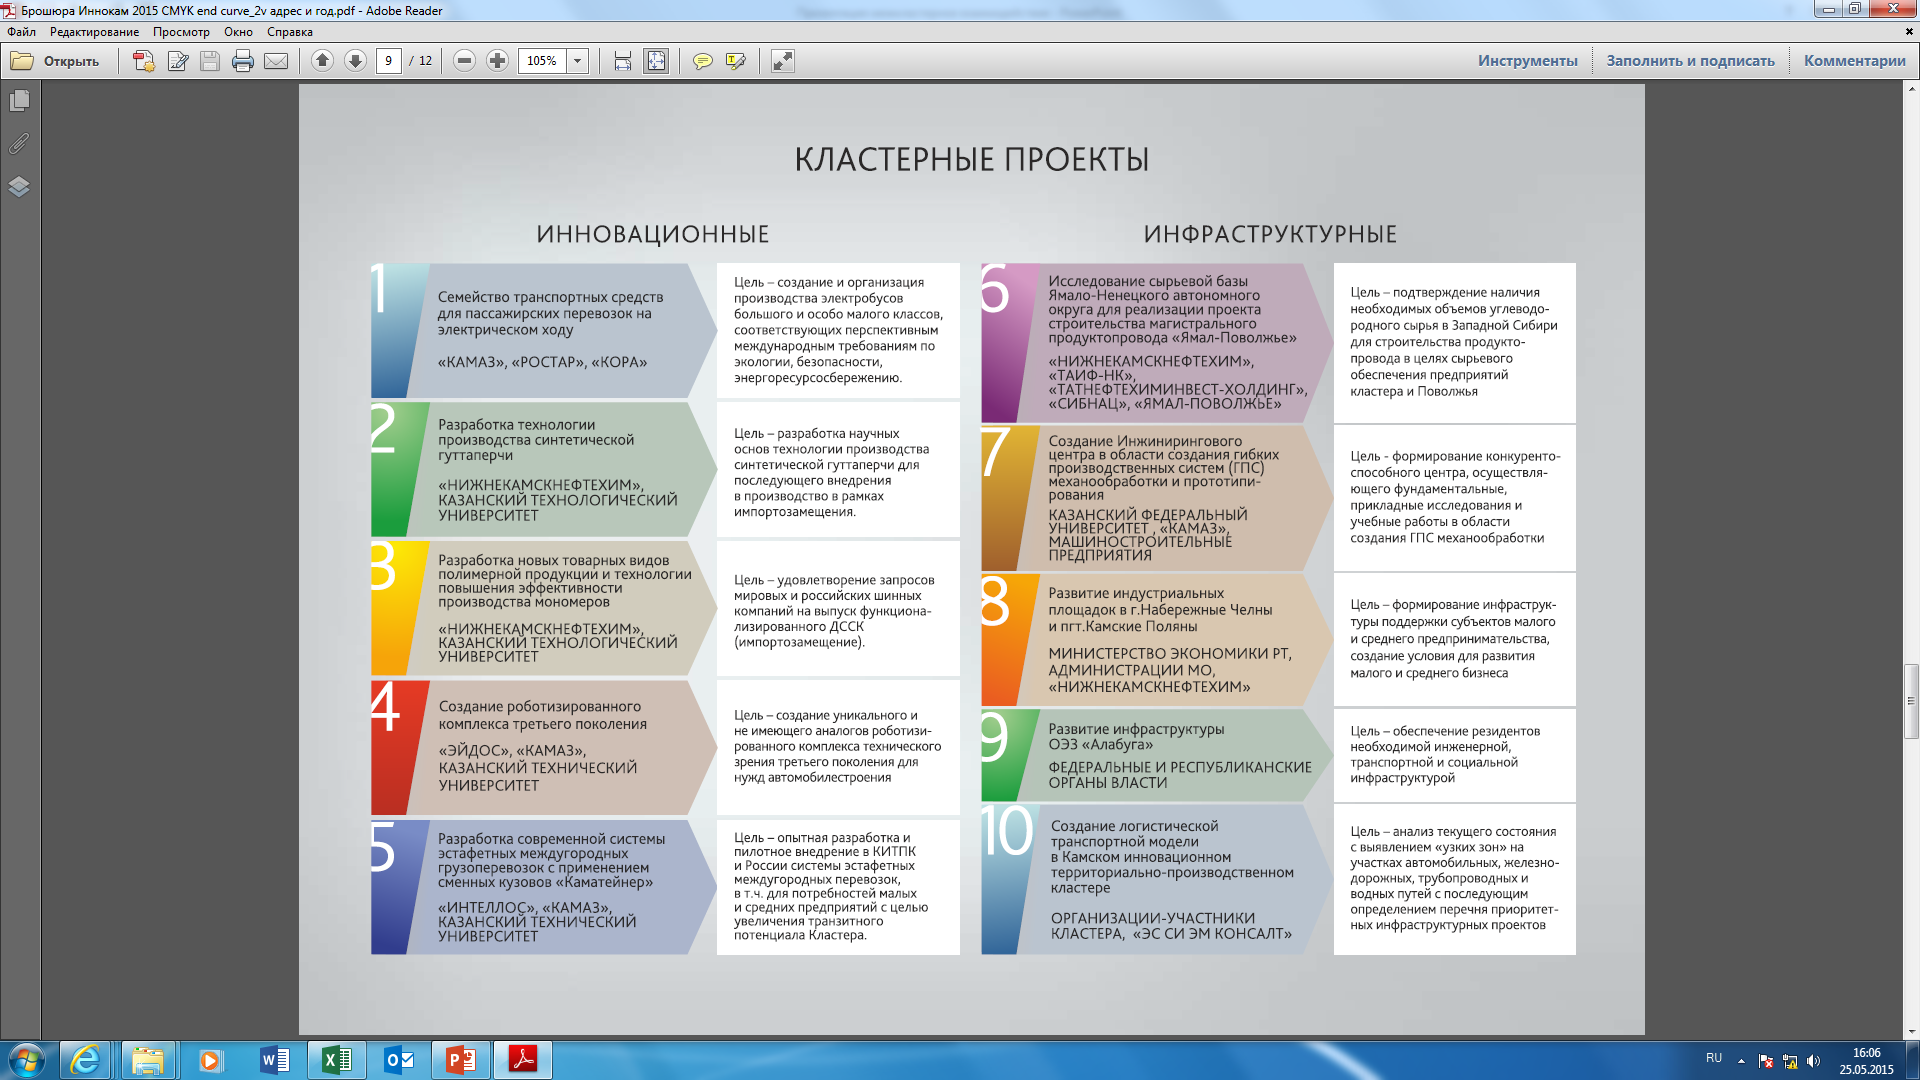 Брошюра Иннокам 2015 CMYK end curve_2v адрес и год.pdf - Adobe Reader
Файл Редактирование Просмотр Окно Справка
Открыть 9 / 12 105% Инструменты Заполнить и подписать Комментарии
КЛАСТЕРНЫЕ ПРОЕКТЫ
ИННОВАЦИОННЫЕ
1
Семейство транспортных средств
для пассажирских перевозок на
электрическом ходу
«КАМАЗ», «РОСТАР», «КОРА»
Цель – создание и организация
производства электробусов
большого и особо малого классов,
соответствующих перспективным
международным требованиям по
экологии, безопасности,
энергоресурсосбережению.
2
Разработка технологии
производства синтетической
гуттаперчи
«НИЖНЕКАМСКНЕФТЕХИМ»,
КАЗАНСКИЙ ТЕХНОЛОГИЧЕСКИЙ
УНИВЕРСИТЕТ
Цель – разработка научных
основ технологии производства
синтетической гуттаперчи для
последующего внедрения
в производство в рамках
импортозамещения.
3
Разработка новых товарных видов
полимерной продукции и технологии
повышения эффективности
производства мономеров
«НИЖНЕКАМСКНЕФТЕХИМ»,
КАЗАНСКИЙ ТЕХНОЛОГИЧЕСКИЙ
УНИВЕРСИТЕТ
Цель – удовлетворение запросов
мировых и российских шинных
компаний на выпуск функциона-
лизированного ДССК
(импортозамещение).
4
Создание роботизированного
комплекса третьего поколения
«ЭЙДОС», «КАМАЗ»,
КАЗАНСКИЙ ТЕХНИЧЕСКИЙ
УНИВЕРСИТЕТ
Цель – создание уникального и
не имеющего аналогов роботизи-
рованного комплекса технического
зрения третьего поколения для
нужд автомобилестроения
5
Разработка современной системы
эстафетных междугородных
грузоперевозок с применением
сменных кузовов «Каматейнер»
«ИНТЕЛЛОС», «КАМАЗ»,
КАЗАНСКИЙ ТЕХНИЧЕСКИЙ
УНИВЕРСИТЕТ
Цель – опытная разработка и
пилотное внедрение в КИТПК
и России системы эстафетных
междугородных перевозок,
в т.ч. для потребностей малых
и средних предприятий с целью
увеличения транзитного
потенциала Кластера.
ИНФРАСТРУКТУРНЫЕ
6
Исследование сырьевой базы
Ямало-Ненецкого автономного
округа для реализации проекта
строительства магистрального
продуктопровода «Ямал-Поволжье»
«НИЖНЕКАМСКНЕФТЕХИМ»,
«ТАИФ-НК»,
«ТАТНЕФТЕХИМИНВЕСТ-ХОЛДИНГ»,
«СИБНАЦ», «ЯМАЛ-ПОВОЛЖЬЕ»
Цель – подтверждение наличия
необходимых объемов углеводо-
родного сырья в Западной Сибири
для строительства продукто-
провода в целях сырьевого
обеспечения предприятий
кластера и Поволжья
7
Создание Инжинирингового
центра в области создания гибких
производственных систем (ГПС)
механообработки и прототипи-
рования
КАЗАНСКИЙ ФЕДЕРАЛЬНЫЙ
УНИВЕРСИТЕТ , «КАМАЗ»,
МАШИНОСТРОИТЕЛЬНЫЕ
ПРЕДПРИЯТИЯ
Цель - формирование конкуренто-
способного центра, осуществля-
ющего фундаментальные,
прикладные исследования и
учебные работы в области
создания ГПС механообработки
8
Развитие индустриальных
площадок в г.Набережные Челны
и пгт.Камские Поляны
МИНИСТЕРСТВО ЭКОНОМИКИ РТ,
АДМИНИСТРАЦИИ МО,
«НИЖНЕКАМСКНЕФТЕХИМ»
Цель – формирование инфраструк-
туры поддержки субъектов малого
и среднего предпринимательства,
создание условия для развития
малого и среднего бизнеса
9
Развитие инфраструктуры
ОЭЗ «Алабуга»
ФЕДЕРАЛЬНЫЕ И РЕСПУБЛИКАНСКИЕ
ОРГАНЫ ВЛАСТИ
Цель – обеспечение резидентов
необходимой инженерной,
транспортной и социальной
инфраструктурой
10
Создание логистической
транспортной модели
в Камском инновационном
территориально-производственном
кластере
ОРГАНИЗАЦИИ-УЧАСТНИКИ
КЛАСТЕРА, «ЭС СИ ЭМ КОНСАЛТ»
Цель – анализ текущего состояния
с выявлением «узких зон» на
участках автомобильных, железно-
дорожных, трубопроводных и
водных путей с последующим
определением перечня приоритет-
ных инфраструктурных проектов
RU 16:06
25.05.2015